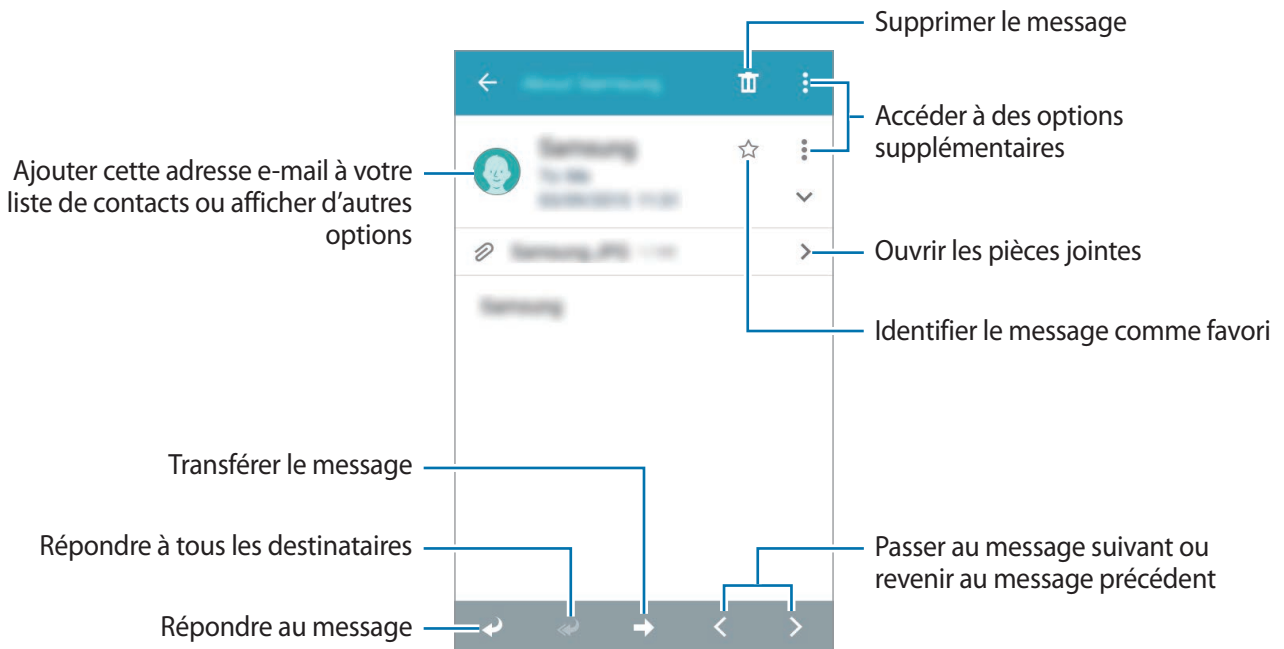 Supprimer le message
Accéder à des options
supplémentaires
Ajouter cette adresse e-mail à votre
liste de contacts ou afficher d’autres
options
Ouvrir les pièces jointes
Identifier le message comme favori
Transférer le message
Répondre à tous les destinataires
Passer au message suivant ou
revenir au message précédent
Répondre au message